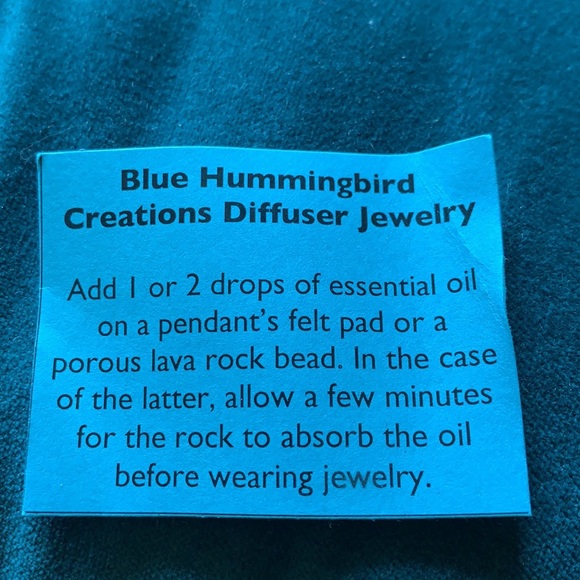 Blue Hummingbird
Creations Diffuser Jewelry
Add 1 or 2 drops of essential oil
on a pendant's felt pad or a
porous lava rock bead. In the case
of the latter, allow a few minutes
for the rock to absorb the oil
before wearing jewelry.